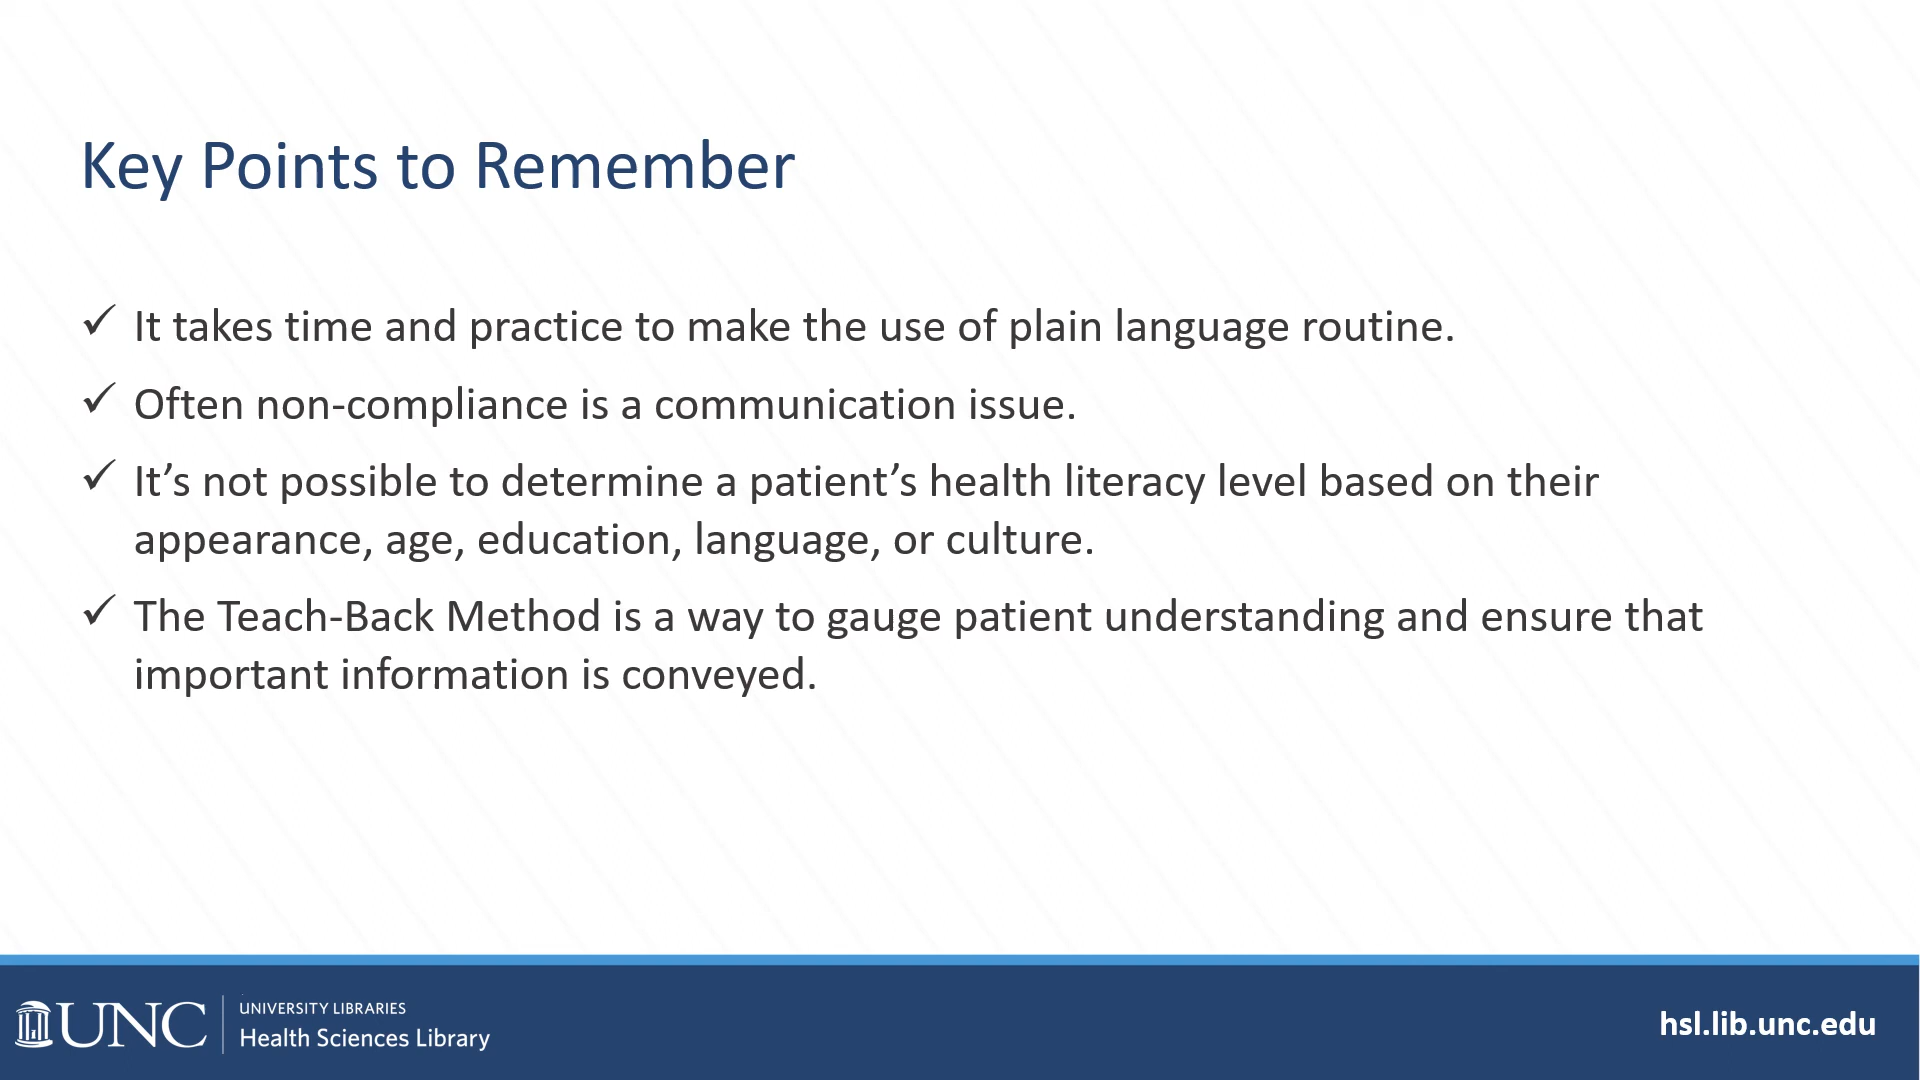 Key Points to Remember
✓ It takes time and practice to make the use of plain language routine.
✓ Often non-compliance is a communication issue.
✓ It’s not possible to determine a patient’s health literacy level based on their
appearance, age, education, language, or culture.
✓ The Teach-Back Method is a way to gauge patient understanding and ensure that
important information is conveyed.
UNC
UNIVERSITY LIBRARIES
Health Sciences Library
hsl.lib.unc.edu